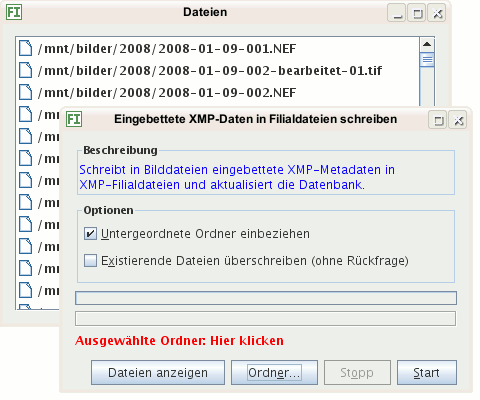 FI Dateien
/mnt/bilder/2008/2008-01-09-001.NEF
/mnt/bilder/2008/2008-01-09-002-bearbeitet-01.tif
/mnt/bilder/2008/2008-01-09-002.NEF
/m
/m
/m
/m
/m
/m
/m
/m
/m
FI Eingebettete XMP-Daten in Filialdateien schreiben
Beschreibung
Schreibt in Bilddateien eingebettete XMP-Metadaten in
XMP-Filialdateien und aktualisiert die Datenbank.
Optionen
Untergeordnete Ordner einbeziehen
Existierende Dateien überschreiben (ohne Rückfrage)
Ausgewählte Ordner: Hier klicken
Dateien anzeigen Ordner... Stopp Start